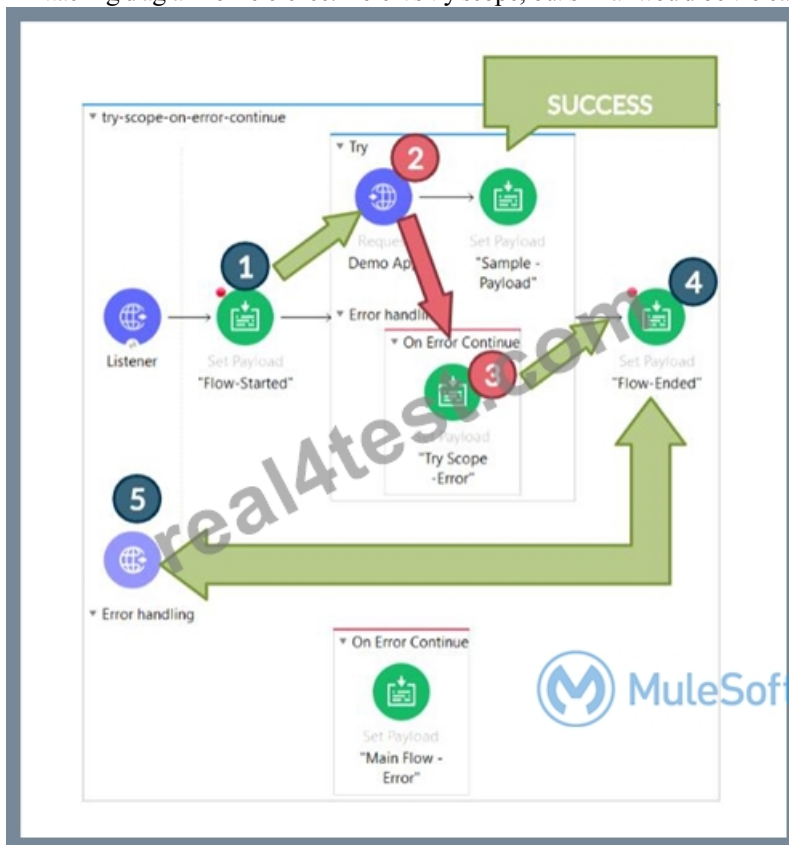 SUCCESS
try-scope-on-error-continue
Try
2
1
Demo Ap
Set Payload
"Sample -
Payload"
4
Listener
Set Payload
"Flow-Started"
Error handli
On Error Continue
3
Payload
"Try Scope
-Error"
Set Payload
"Flow-Ended"
real4test.com
5
Error handling
On Error Continue
Set Payload
"Main Flow -
Error"
MuleSoft